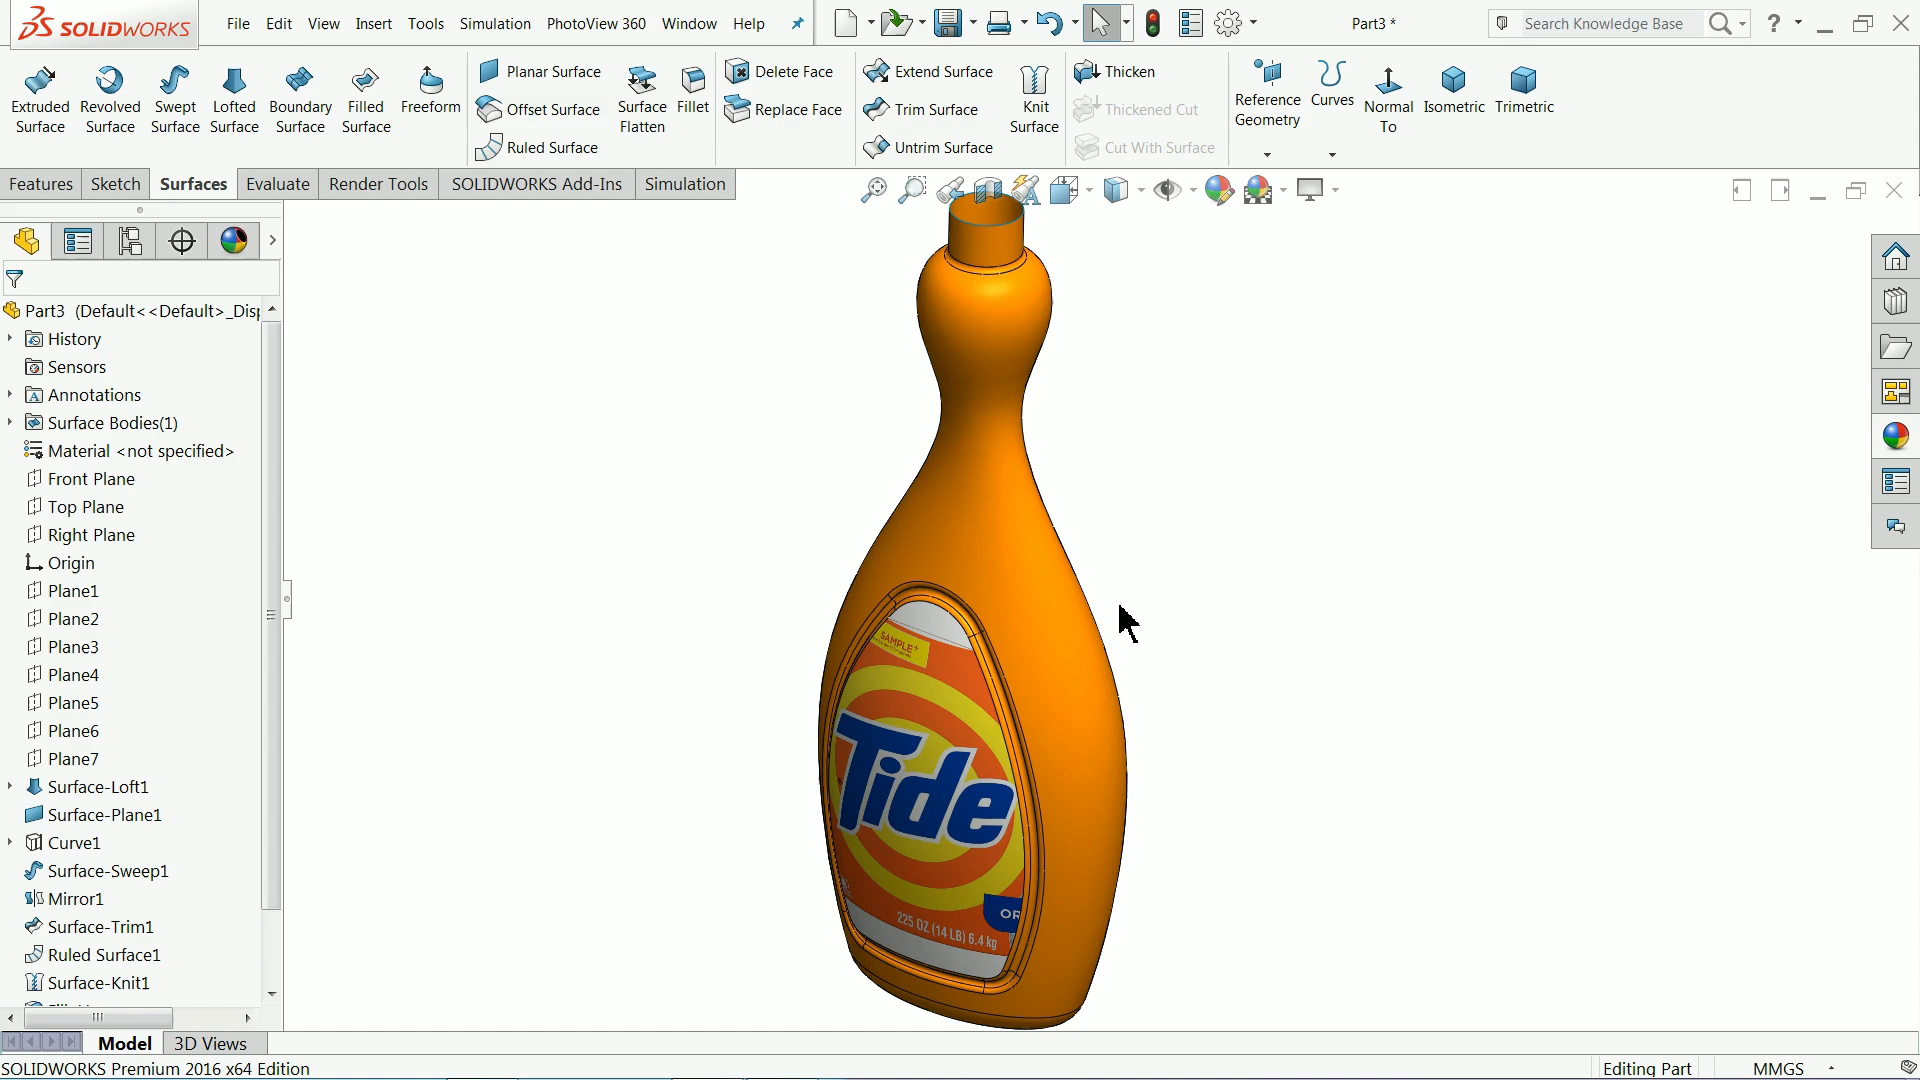 SOLIDWORKS
File Edit View Insert Tools Simulation PhotoView 360 Window Help
Part3 *
Search Knowledge Base
?
Extruded Surface
Revolved Surface
Swept Surface
Lofted Surface
Boundary Surface
Filled Surface
Freeform
Planar Surface
Offset Surface
Ruled Surface
Surface Flatten
Fillet
Delete Face
Replace Face
Extend Surface
Trim Surface
Untrim Surface
Knit Surface
Thicken
Thickened Cut
Cut With Surface
Reference Geometry
Curves
Normal To
Isometric
Trimetric
Features Sketch Surfaces Evaluate Render Tools SOLIDWORKS Add-Ins Simulation
Part3 (Default<<Default>_Disp
History
Sensors
Annotations
Surface Bodies(1)
Material <not specified>
Front Plane
Top Plane
Right Plane
Origin
Plane1
Plane2
Plane3
Plane4
Plane5
Plane6
Plane7
Surface-Loft1
Surface-Plane1
Curve1
Surface-Sweep1
Mirror1
Surface-Trim1
Ruled Surface1
Surface-Knit1
SAMPLE+
Tide
OR
225 OZ (14 LB) 6.4 kg
Model 3D Views
SOLIDWORKS Premium 2016 x64 Edition
Editing Part
MMGS